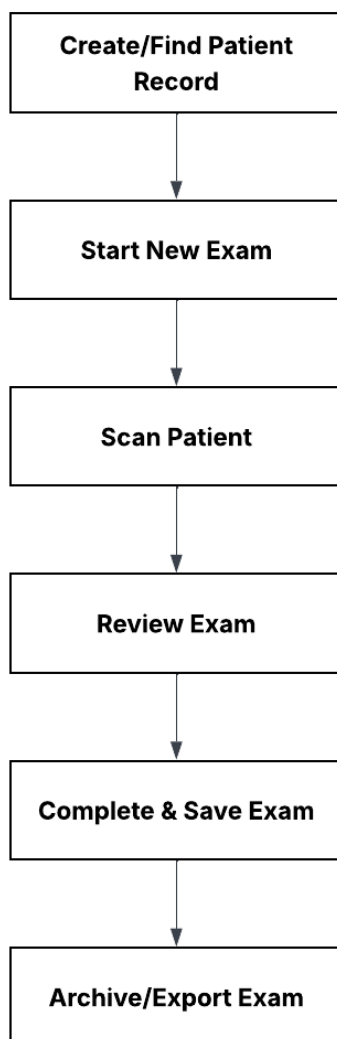 Create/Find Patient
Record
Start New Exam
Scan Patient
Review Exam
Complete & Save Exam
Archive/Export Exam